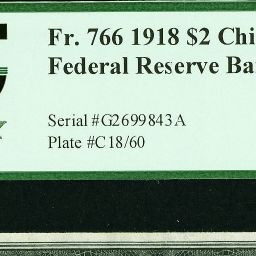 Fr. 766 1918 $2 Chi
Federal Reserve Ba
Serial #G2699843A
Plate #C18/60